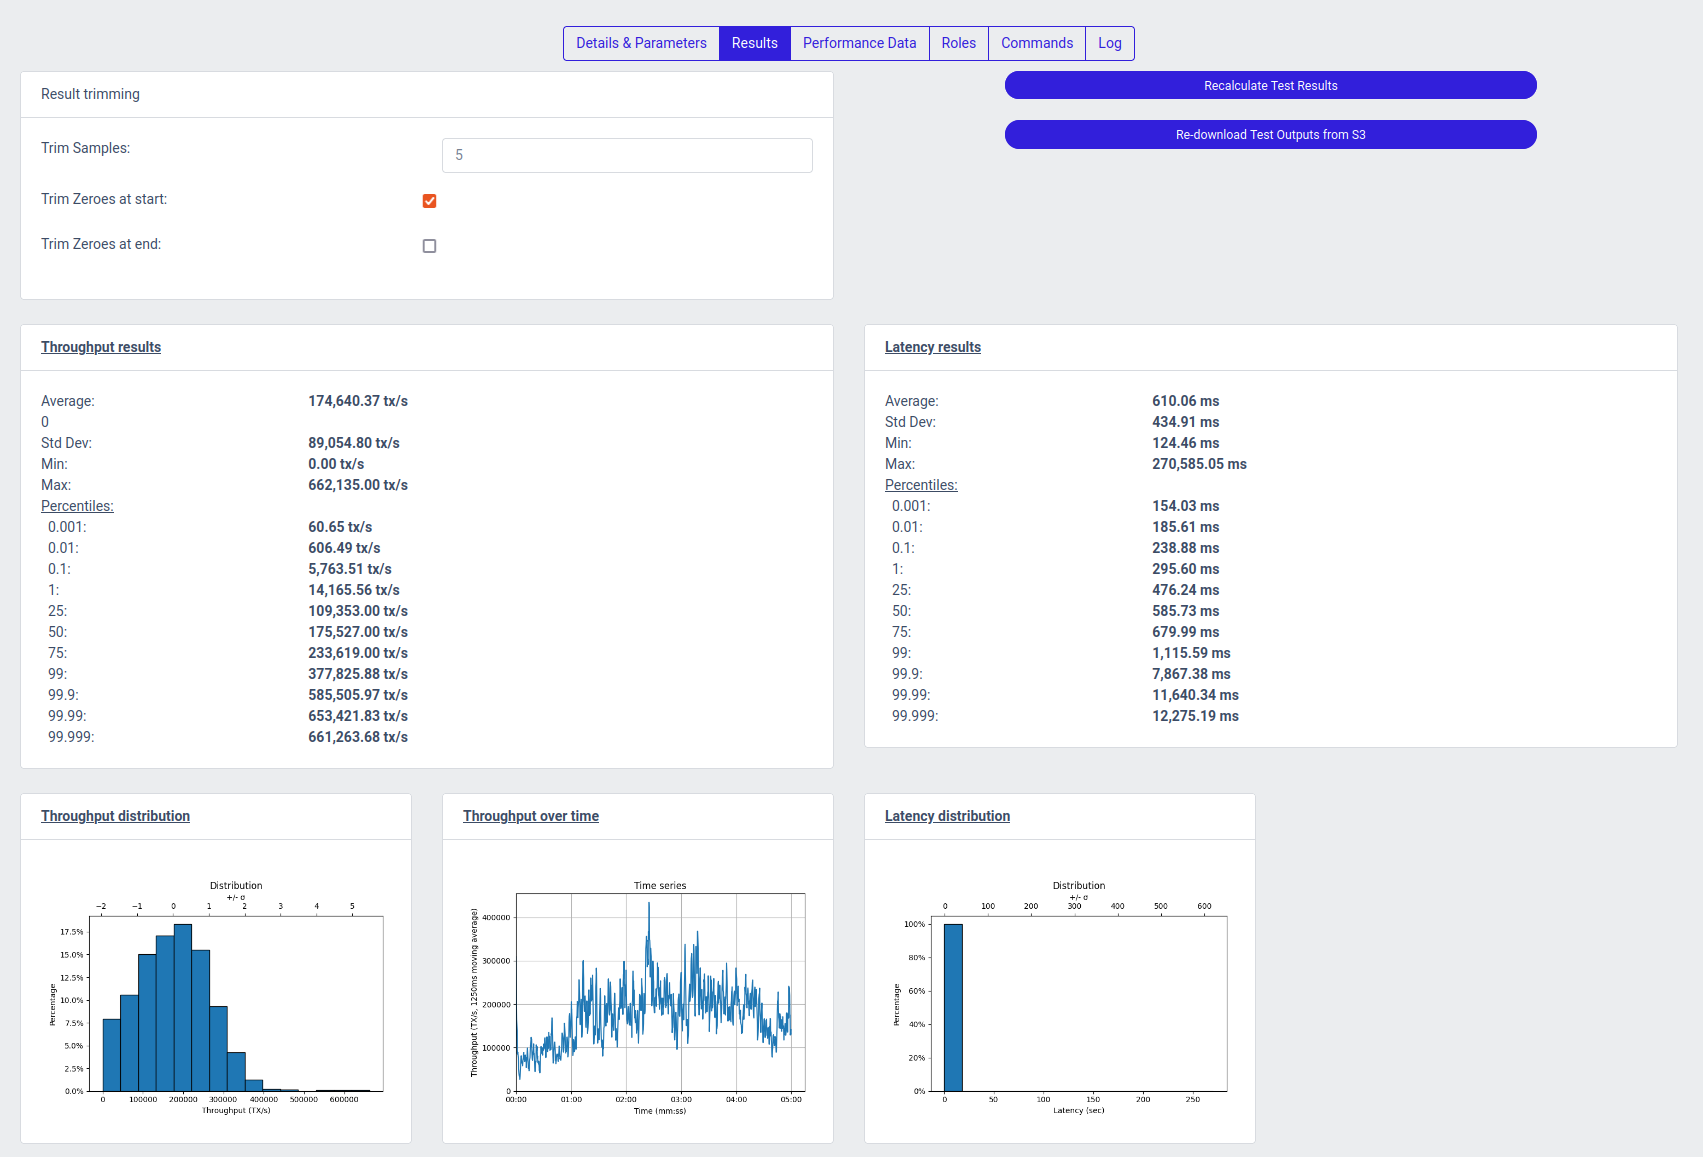 Details & Parameters Results Performance Data Roles Commands Log
Result trimming
Trim Samples: 5
Trim Zeroes at start:
Trim Zeroes at end:
Recalculate Test Results
Re-download Test Outputs from S3
Throughput results
Average: 174,640.37 tx/s
0
Std Dev: 89,054.80 tx/s
Min: 0.00 tx/s
Max: 662,135.00 tx/s
Percentiles:
0.001: 60.65 tx/s
0.01: 606.49 tx/s
0.1: 5,763.51 tx/s
1: 14,165.56 tx/s
25: 109,353.00 tx/s
50: 175,527.00 tx/s
75: 233,619.00 tx/s
99: 377,825.88 tx/s
99.9: 585,505.97 tx/s
99.99: 653,421.83 tx/s
99.999: 661,263.68 tx/s
Latency results
Average: 610.06 ms
Std Dev: 434.91 ms
Min: 124.46 ms
Max: 270,585.05 ms
Percentiles:
0.001: 154.03 ms
0.01: 185.61 ms
0.1: 238.88 ms
1: 295.60 ms
25: 476.24 ms
50: 585.73 ms
75: 679.99 ms
99: 1,115.59 ms
99.9: 7,867.38 ms
99.99: 11,640.34 ms
99.999: 12,275.19 ms
Throughput distribution
Distribution
+/- σ
−2 −1 0 1 2 3 4 5
17.5%
15.0%
12.5%
10.0%
7.5%
5.0%
2.5%
0.0%
Percentage
0 100000 200000 300000 400000 500000 600000
Throughput (TX/s)
Throughput over time
Time series
400000
300000
200000
100000
0
Throughput (TX/s, 1250ms moving average)
00:00 01:00 02:00 03:00 04:00 05:00
Time (mm:ss)
Latency distribution
Distribution
+/- σ
0 100 200 300 400 500 600
100%
80%
60%
40%
20%
0%
Percentage
0 50 100 150 200 250
Latency (sec)